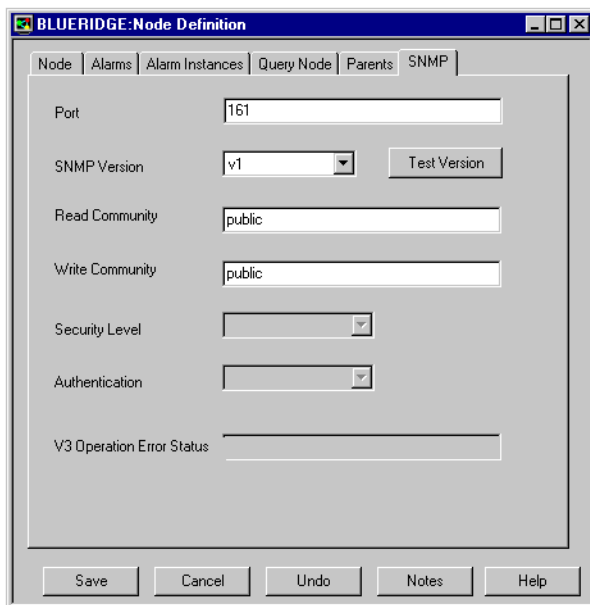 BLUERIDGE:Node Definition
Node Alarms Alarm Instances Query Node Parents SNMP
Port 161
SNMP Version v1 Test Version
Read Community public
Write Community public
Security Level
Authentication
V3 Operation Error Status
Save Cancel Undo Notes Help